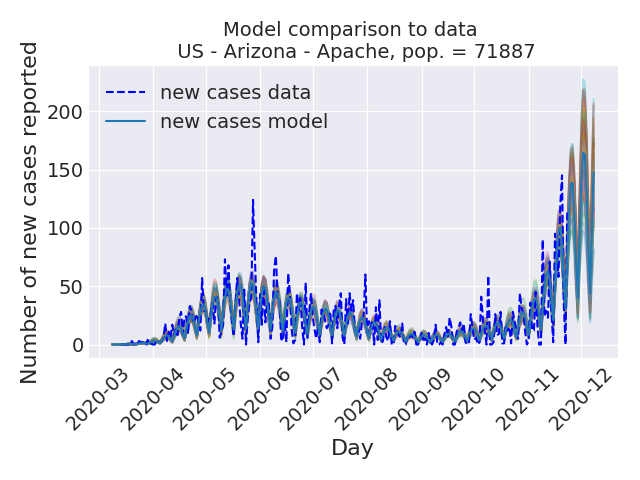 Model comparison to data
US - Arizona - Apache, pop. = 71887
new cases data
new cases model
Number of new cases reported
200
150
100
50
0
2020-03
2020-04
2020-05
2020-06
2020-07
2020-08
2020-09
2020-10
2020-11
2020-12
Day